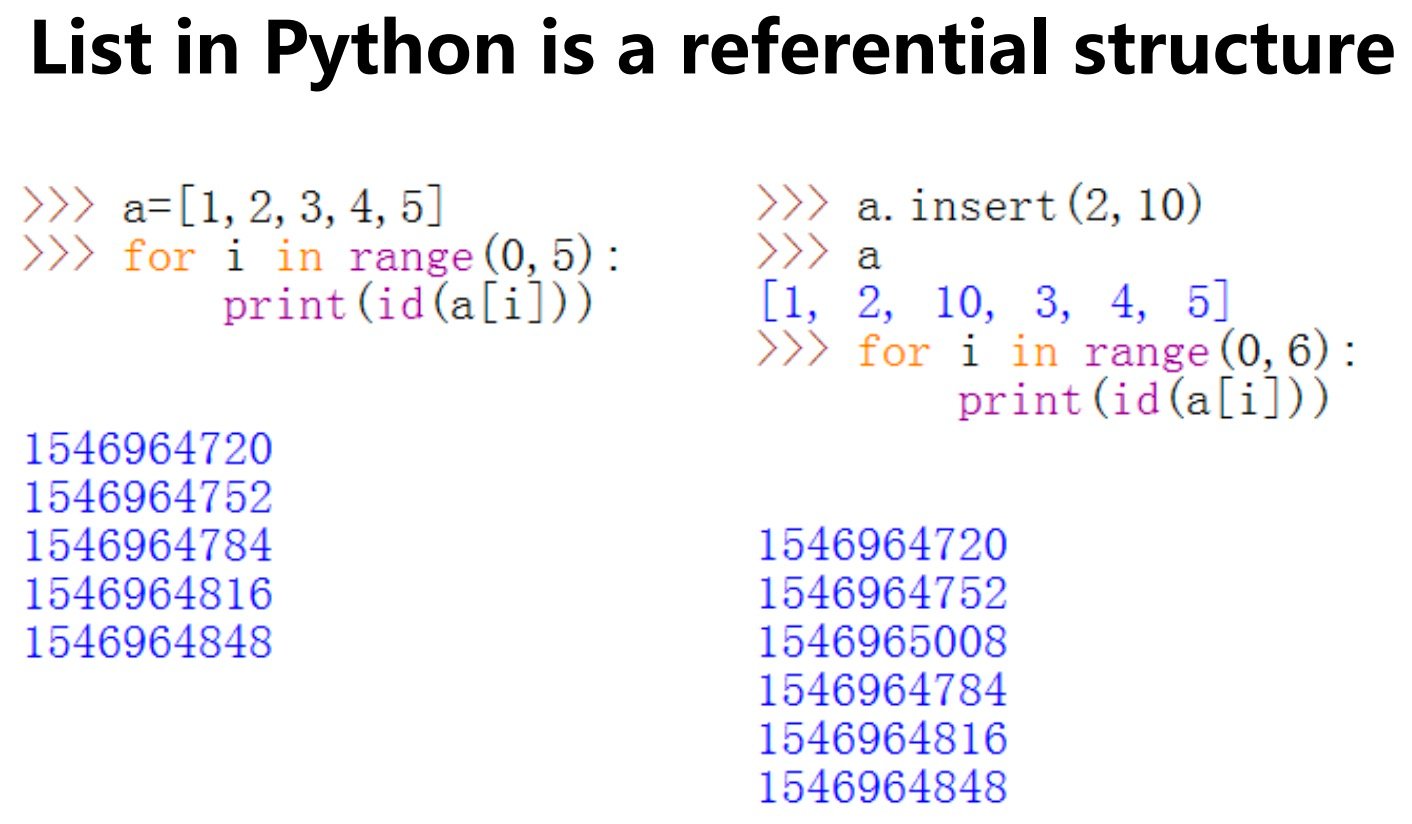 List in Python is a referential structure
>>> a=[1,2,3,4,5]
>>> for i in range(0,5):
        print(id(a[i]))
1546964720
1546964752
1546964784
1546964816
1546964848
>>> a.insert(2,10)
>>> a
[1, 2, 10, 3, 4, 5]
>>> for i in range(0,6):
        print(id(a[i]))
1546964720
1546964752
1546965008
1546964784
1546964816
1546964848